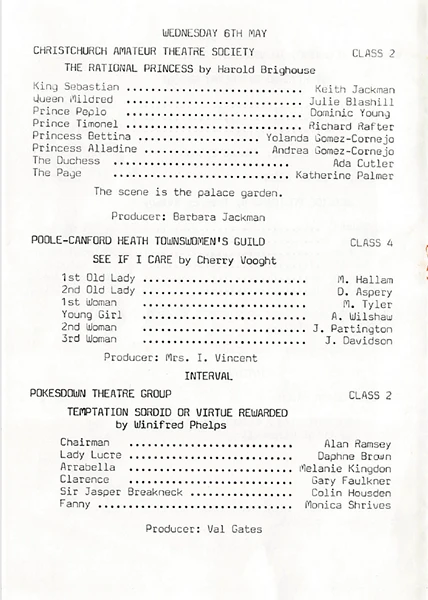 WEDNESDAY 6TH MAY
CHRISTCHURCH AMATEUR THEATRE SOCIETY CLASS 2
THE RATIONAL PRINCESS by Harold Brighouse
King Sebastian .............................. Keith Jackman
Queen Mildred .............................. Julie Blashill
Prince Poplo .............................. Dominic Young
Prince Timonel .............................. Richard Rafter
Princess Bettina ...................... Yolanda Gomez-Cornejo
Princess Alladine .................... Andrea Gomez-Cornejo
The Duchess .............................. Ada Cutler
The Page .............................. Katherine Palmer
The scene is the palace garden.
Producer: Barbara Jackman
POOLE-CANFORD HEATH TOWNSWOMEN'S GUILD CLASS 4
SEE IF I CARE by Cherry Vooght
1st Old Lady ............................ M. Hallam
2nd Old Lady ............................ D. Aspery
1st Woman ............................ M. Tyler
Young Girl ............................ A. Wilshaw
2nd Woman ............................ J. Partington
3rd Woman ............................ J. Davidson
Producer: Mrs. I. Vincent
INTERVAL
POKESDOWN THEATRE GROUP CLASS 2
TEMPTATION SORDID OR VIRTUE REWARDED
by Winifred Phelps
Chairman ............................ Alan Ramsey
Lady Lucre ............................ Daphne Brown
Arrabella ............................ Melanie Kingdon
Clarence ............................ Gary Faulkner
Sir Jasper Breakneck ................. Colin Housden
Fanny ................................. Monica Shrives
Producer: Val Gates